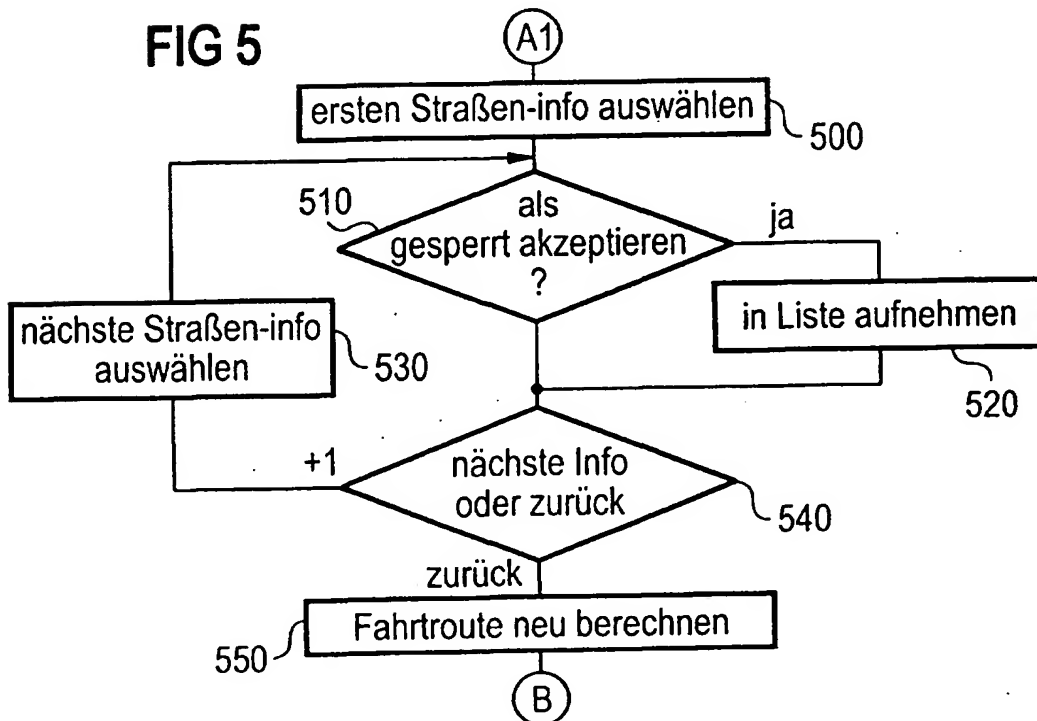 FIG 5
A1
ersten Straßen-info auswählen
500
510
als
gesperrt akzeptieren
?
ja
nächste Straßen-info
auswählen
530
in Liste aufnehmen
520
+1
nächste Info
oder zurück
540
zurück
Fahrtroute neu berechnen
550
B